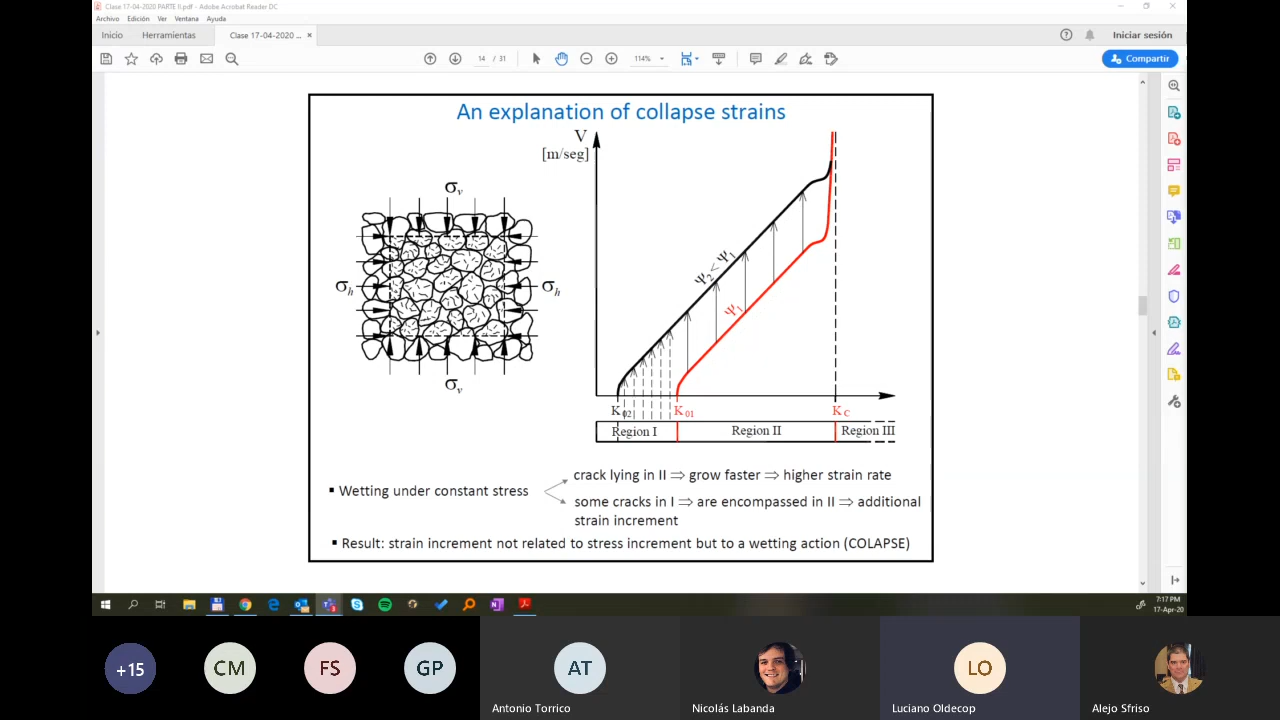 Clase 17-04-2020 PARTE II.pdf - Adobe Acrobat Reader DC
Archivo Edición Ver Ventana Ayuda
Inicio Herramientas Clase 17-04-2020 ... × Iniciar sesión
14 / 31 114% Compartir
An explanation of collapse strains
V
[m/seg]
σv
σh σh
σv
Ψ2 < Ψ1
Ψ1
K02 K01 KC
Region I Region II Region III
▪ Wetting under constant stress
crack lying in II ⇒ grow faster ⇒ higher strain rate
some cracks in I ⇒ are encompassed in II ⇒ additional
strain increment
▪ Result: strain increment not related to stress increment but to a wetting action (COLAPSE)
7:17 PM
17-Apr-20
+15 CM FS GP AT LO
Antonio Torrico Nicolás Labanda Luciano Oldecop Alejo Sfriso